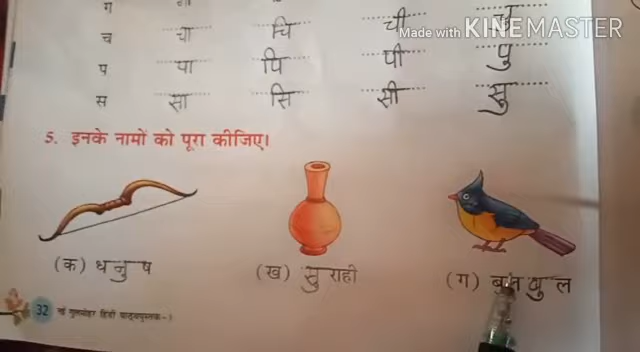 ग
Made with KINEMASTER
च चा चि ची चु
प पा पि पी पु
स सा सि सी सु
5. इनके नामों को पूरा कीजिए।
(क) धनुष (ख) सुराही (ग) बुलबुल
32